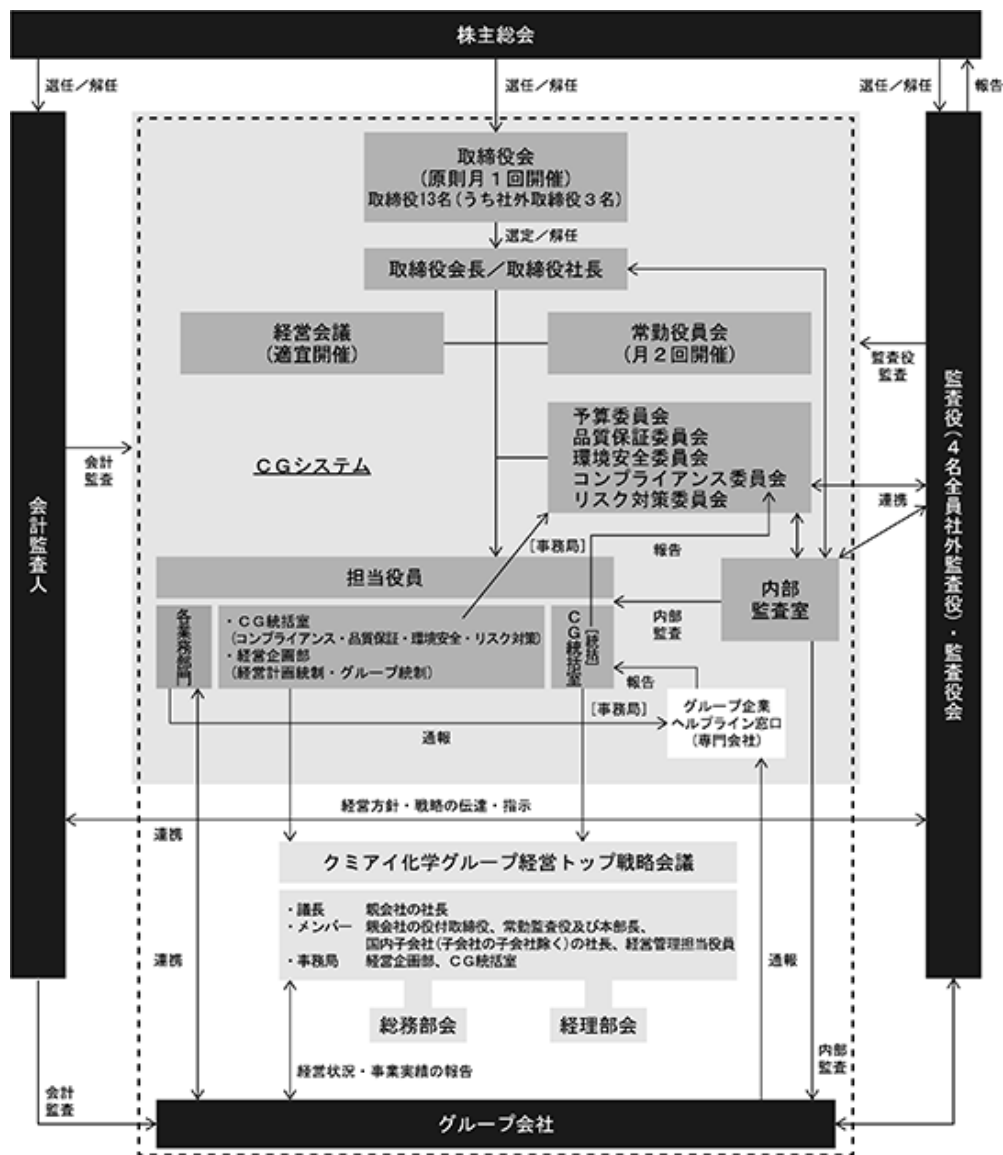 株主総会
選任／解任
選任／解任
選任／解任
報告
取締役会
(原則月１回開催)
取締役13名(うち社外取締役３名)
選定／解任
取締役会長／取締役社長
経営会議
(適宜開催)
常勤役員会
(月２回開催)
監査役
監査
予算委員会
品質保証委員会
環境安全委員会
コンプライアンス委員会
リスク対策委員会
ＣＧシステム
会計
監査
連携
会計監査人
監査役(４名全員社外監査役)・監査役会
[事務局]
報告
担当役員
内部
監査室
内部
監査
各業務部門
・ＣＧ統括室
(コンプライアンス・品質保証・環境安全・リスク対策)
・経営企画部
(経営計画統制・グループ統制)
ＣＧ統括室
[統括]
報告
[事務局]
通報
グループ企業
ヘルプライン窓口
(専門会社)
経営方針・戦略の伝達・指示
連携
クミアイ化学グループ経営トップ戦略会議
・議長 親会社の社長
・メンバー 親会社の役付取締役、常勤監査役及び本部長、
国内子会社(子会社の子会社除く)の社長、経営管理担当役員
・事務局 経営企画部、ＣＧ統括室
連携
通報
総務部会
経理部会
経営状況・事業実績の報告
内部
監査
会計
監査
グループ会社